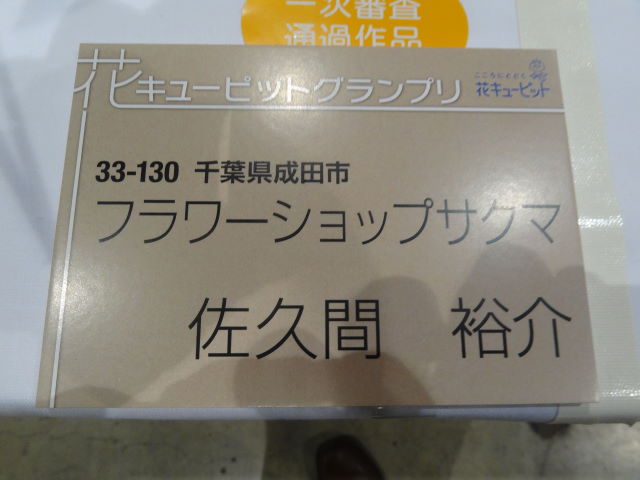 一次審査
通過作品
花キューピットグランプリ
こころにとどく
花キューピット
33-130 千葉県成田市
フラワーショップサクマ
佐久間 裕介